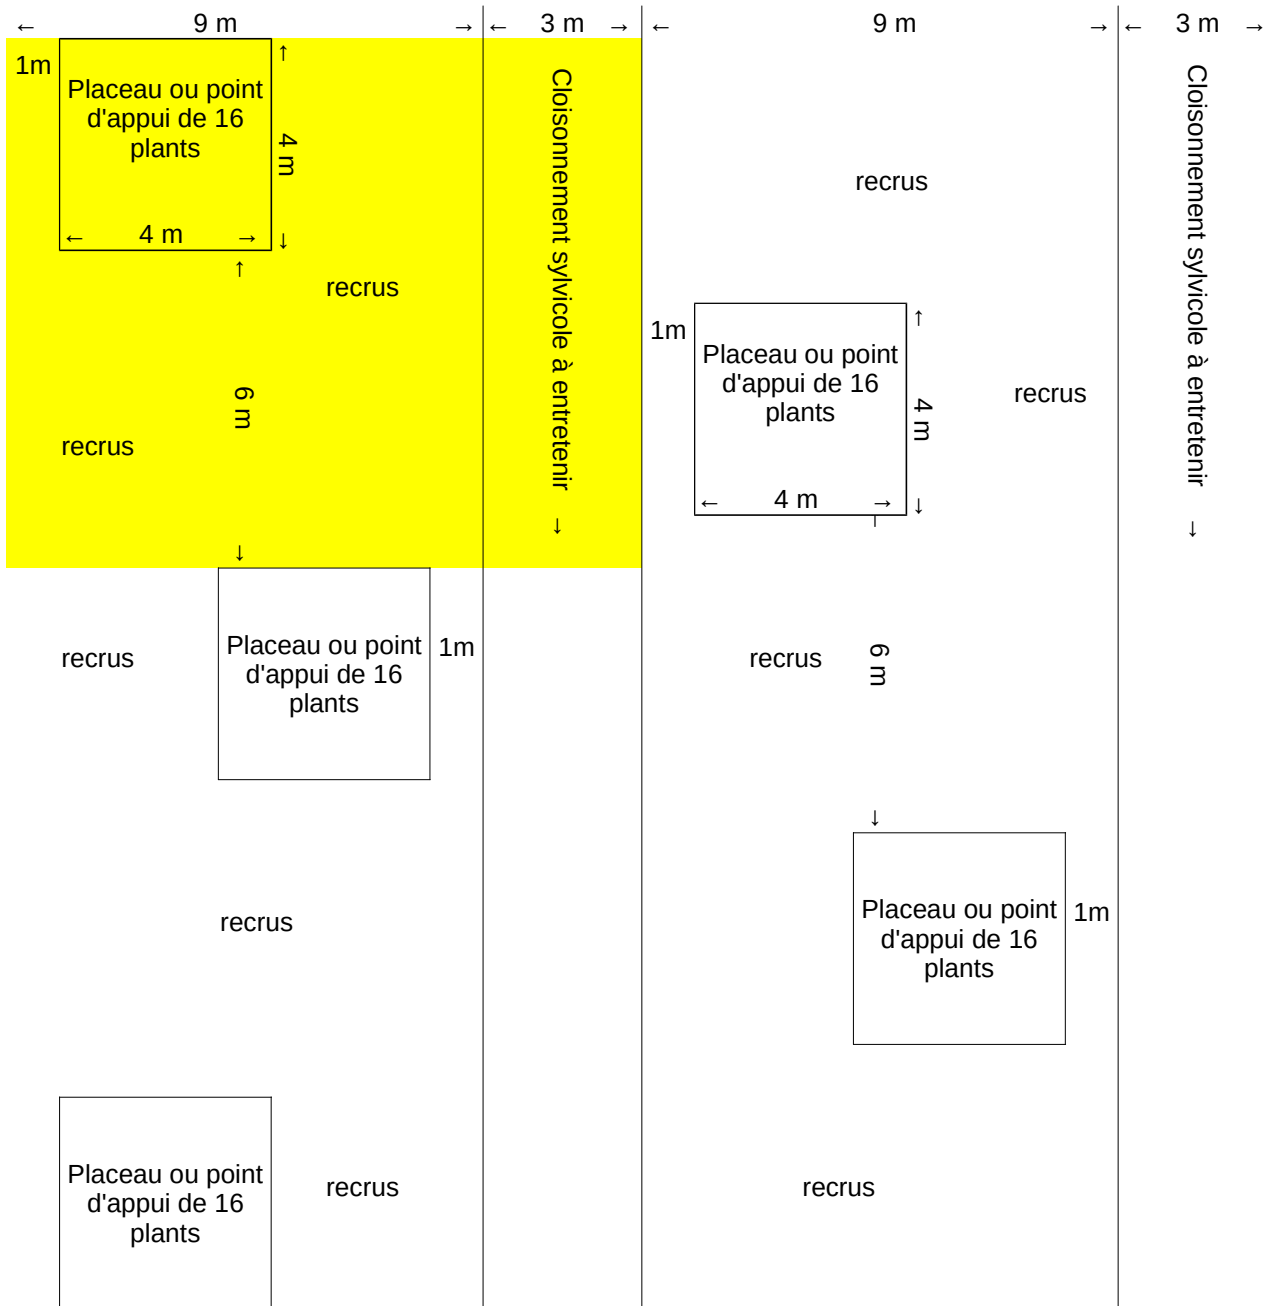 ← 9 m → ← 3 m → ← 9 m → ← 3 m →
1m
Placeau ou point
d'appui de 16
plants
↑
4 m
↓
← 4 m →
Cloisonnement sylvicole à entretenir ↓
recrus
↑
6 m
↓
recrus
recrus
Placeau ou point
d'appui de 16
plants
1m
recrus
Placeau ou point
d'appui de 16
plants
recrus
recrus
1m
Placeau ou point
d'appui de 16
plants
↑
4 m
↓
← 4 m →
recrus
Cloisonnement sylvicole à entretenir ↓
recrus
6 m
↓
Placeau ou point
d'appui de 16
plants
1m
recrus